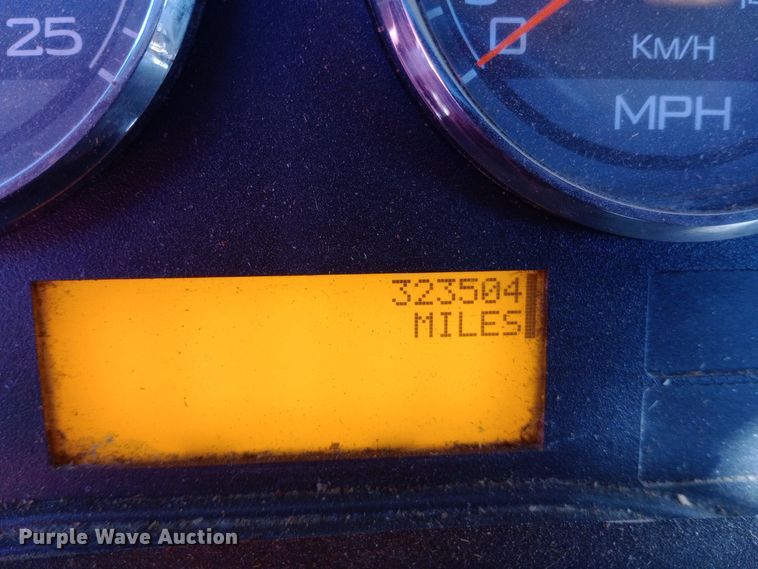 25
0
KM/H
MPH
323504
MILES
Purple Wave Auction